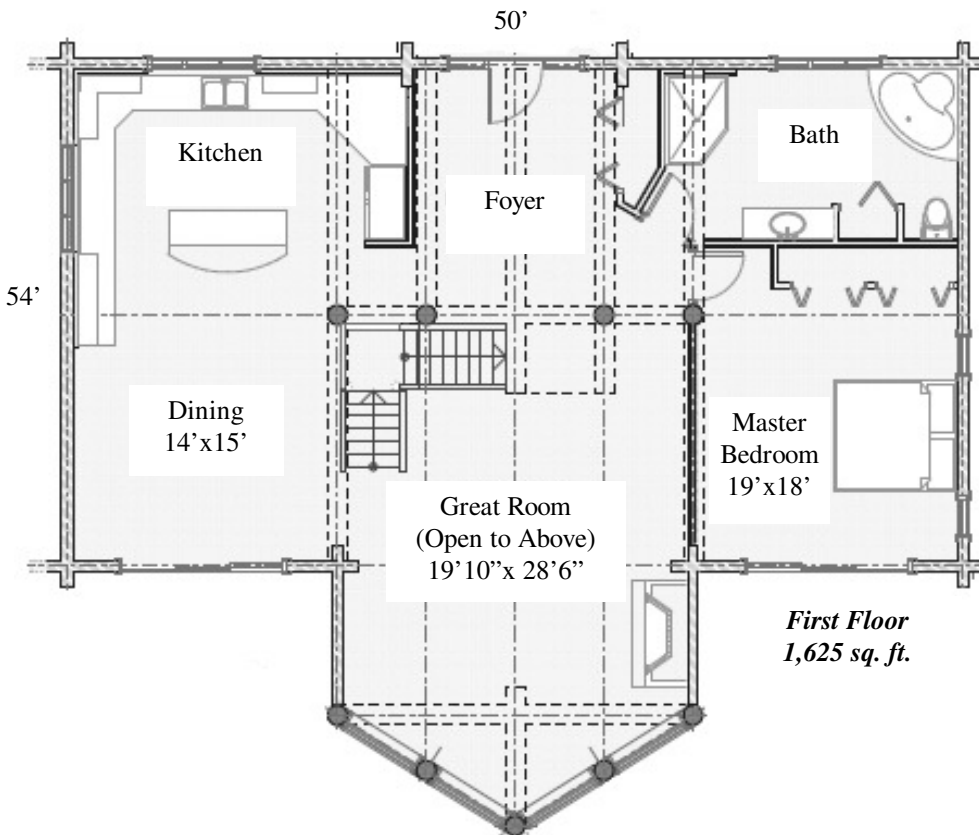 50’
Kitchen
Bath
Foyer
54’
Dining
14’x15’
Master
Bedroom
19’x18’
Great Room
(Open to Above)
19’10”x 28’6”
First Floor
1,625 sq. ft.